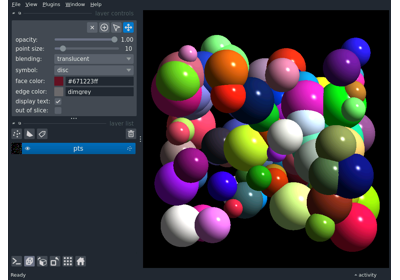 File View Plugins Window Help
layer controls
opacity: 1.00
point size: 10
blending: translucent
symbol: disc
face color: #671223ff
edge color: dimgrey
display text: ✓
out of slice:
layer list
pts
Ready
activity